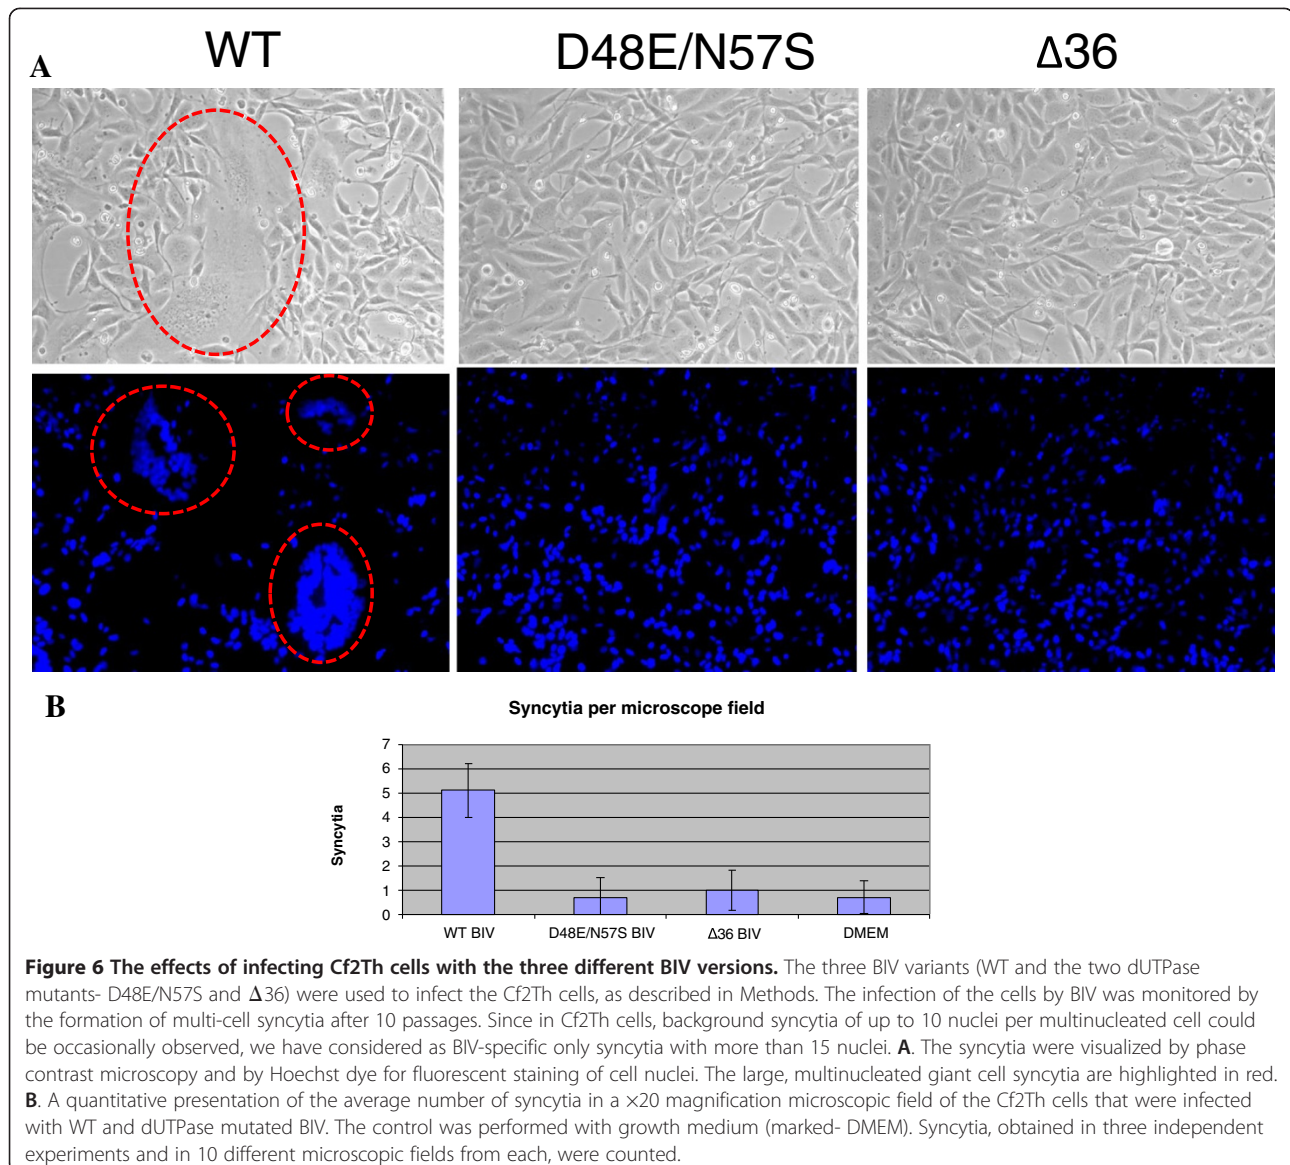 WT D48E/N57S Δ36
A
B
Syncytia per microscope field
7
6
5
4
3
2
1
0
Syncytia
WT BIV D48E/N57S BIV Δ36 BIV DMEM
Figure 6 The effects of infecting Cf2Th cells with the three different BIV versions. The three BIV variants (WT and the two dUTPase
mutants- D48E/N57S and Δ36) were used to infect the Cf2Th cells, as described in Methods. The infection of the cells by BIV was monitored by
the formation of multi-cell syncytia after 10 passages. Since in Cf2Th cells, background syncytia of up to 10 nuclei per multinucleated cell could
be occasionally observed, we have considered as BIV-specific only syncytia with more than 15 nuclei. A. The syncytia were visualized by phase
contrast microscopy and by Hoechst dye for fluorescent staining of cell nuclei. The large, multinucleated giant cell syncytia are highlighted in red.
B. A quantitative presentation of the average number of syncytia in a ×20 magnification microscopic field of the Cf2Th cells that were infected
with WT and dUTPase mutated BIV. The control was performed with growth medium (marked- DMEM). Syncytia, obtained in three independent
experiments and in 10 different microscopic fields from each, were counted.